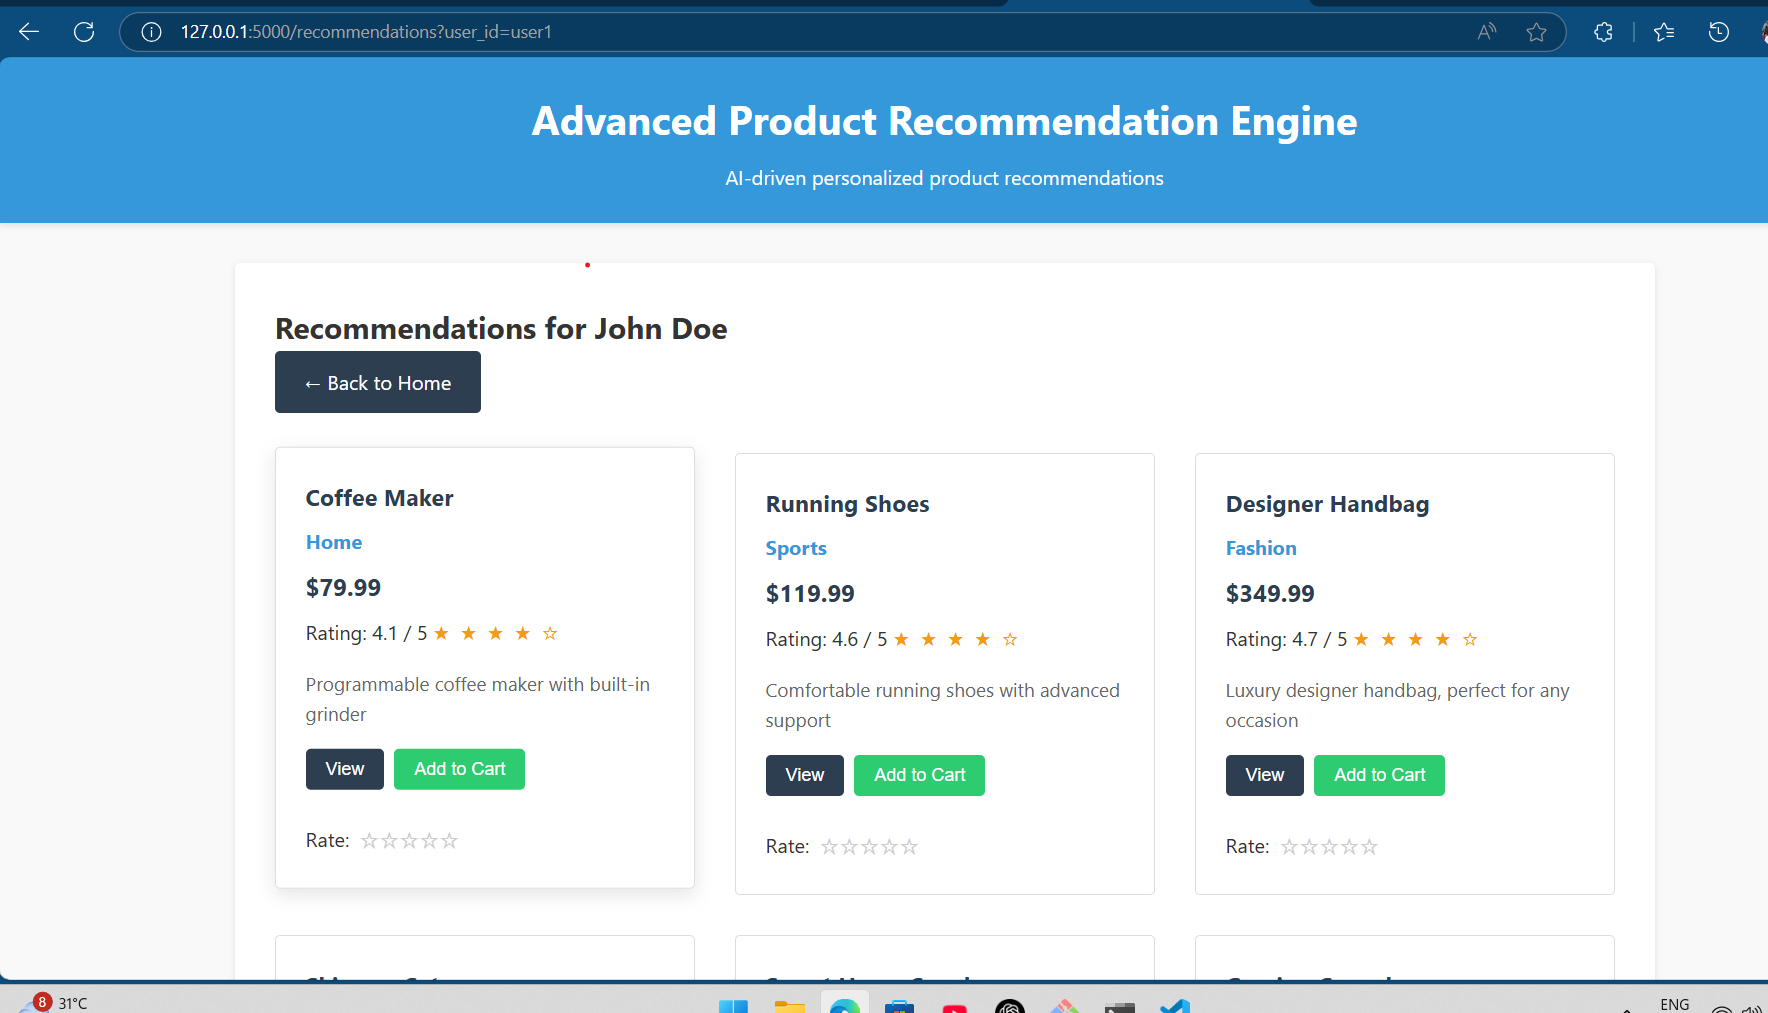 127.0.0.1:5000/recommendations?user_id=user1
Advanced Product Recommendation Engine
AI-driven personalized product recommendations
Recommendations for John Doe
← Back to Home
Coffee Maker
Home
$79.99
Rating: 4.1 / 5 ★ ★ ★ ★ ☆
Programmable coffee maker with built-in
grinder
View
Add to Cart
Rate: ☆☆☆☆☆
Running Shoes
Sports
$119.99
Rating: 4.6 / 5 ★ ★ ★ ★ ☆
Comfortable running shoes with advanced
support
View
Add to Cart
Rate: ☆☆☆☆☆
Designer Handbag
Fashion
$349.99
Rating: 4.7 / 5 ★ ★ ★ ★ ☆
Luxury designer handbag, perfect for any
occasion
View
Add to Cart
Rate: ☆☆☆☆☆
8
31°C
ENG